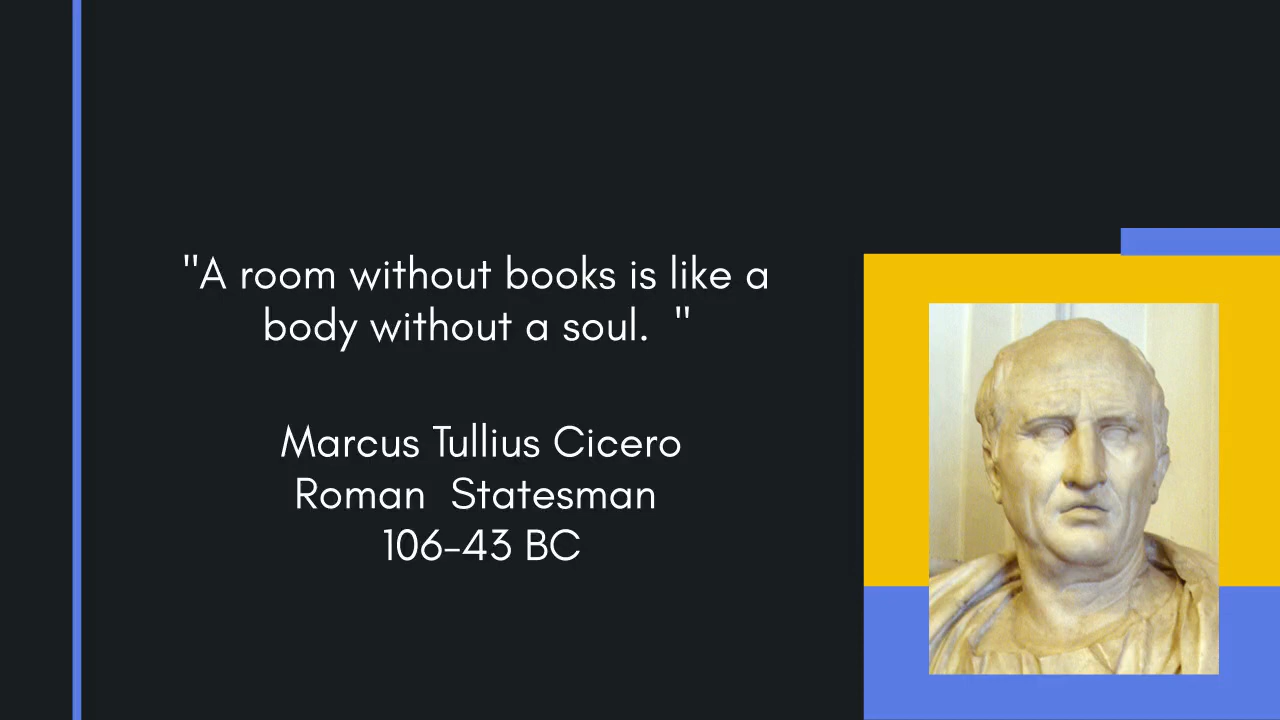 "A room without books is like a
body without a soul.  "
Marcus Tullius Cicero
Roman  Statesman
106-43 BC